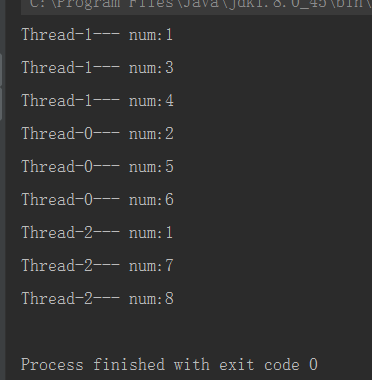 C:\Program Files\Java\jdk1.8.0_45\bin\
Thread-1--- num:1
Thread-1--- num:3
Thread-1--- num:4
Thread-0--- num:2
Thread-0--- num:5
Thread-0--- num:6
Thread-2--- num:1
Thread-2--- num:7
Thread-2--- num:8
Process finished with exit code 0